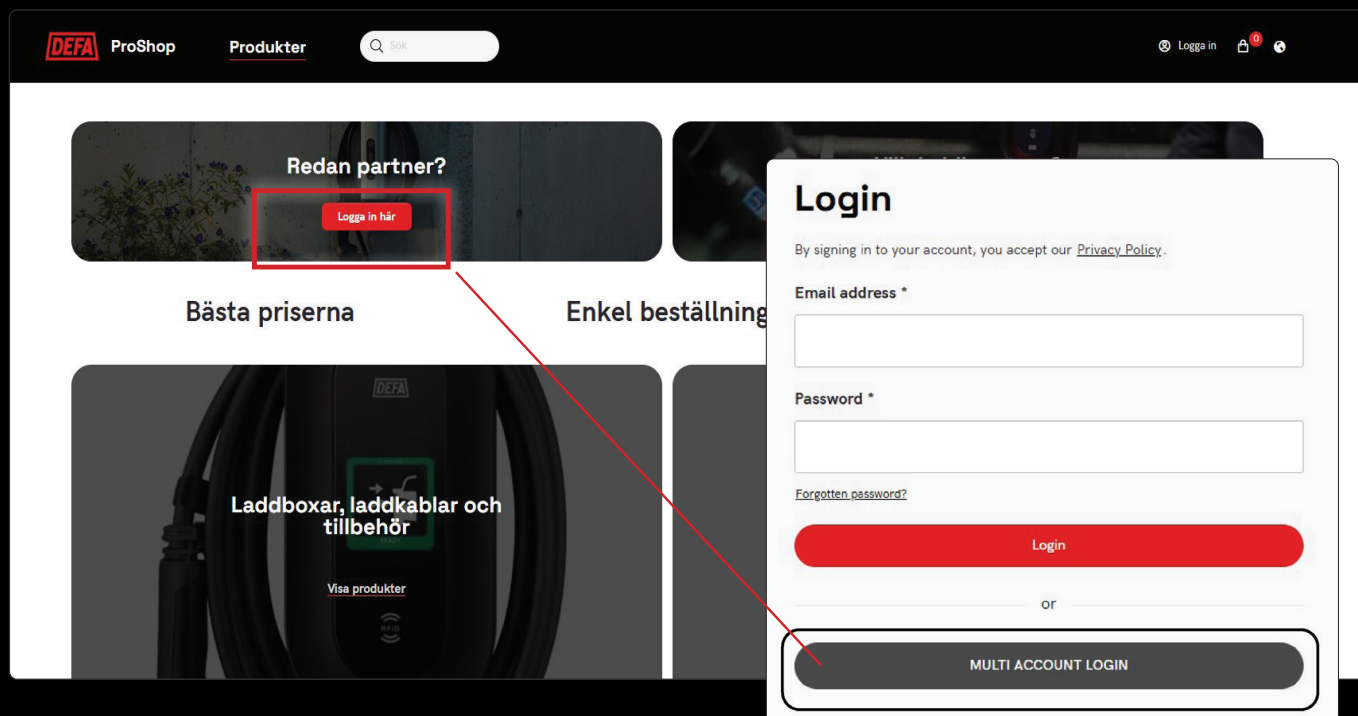 DEFA ProShop Produkter Sök Logga in 0
Redan partner?
Logga in här
Bästa priserna
Enkel beställning
DEFA
Laddboxar, laddkablar och
tillbehör
READY
Visa produkter
RFID
Login
By signing in to your account, you accept our Privacy Policy.
Email address *
Password *
Forgotten password?
Login
or
MULTI ACCOUNT LOGIN